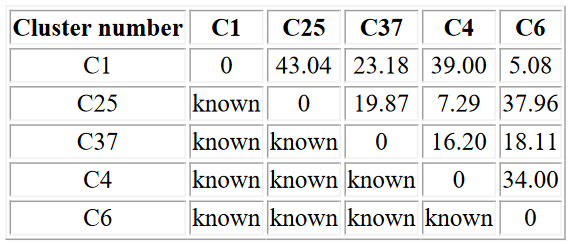 Cluster number C1 C25 C37 C4 C6
C1 0 43.04 23.18 39.00 5.08
C25 known 0 19.87 7.29 37.96
C37 known known 0 16.20 18.11
C4 known known known 0 34.00
C6 known known known known 0